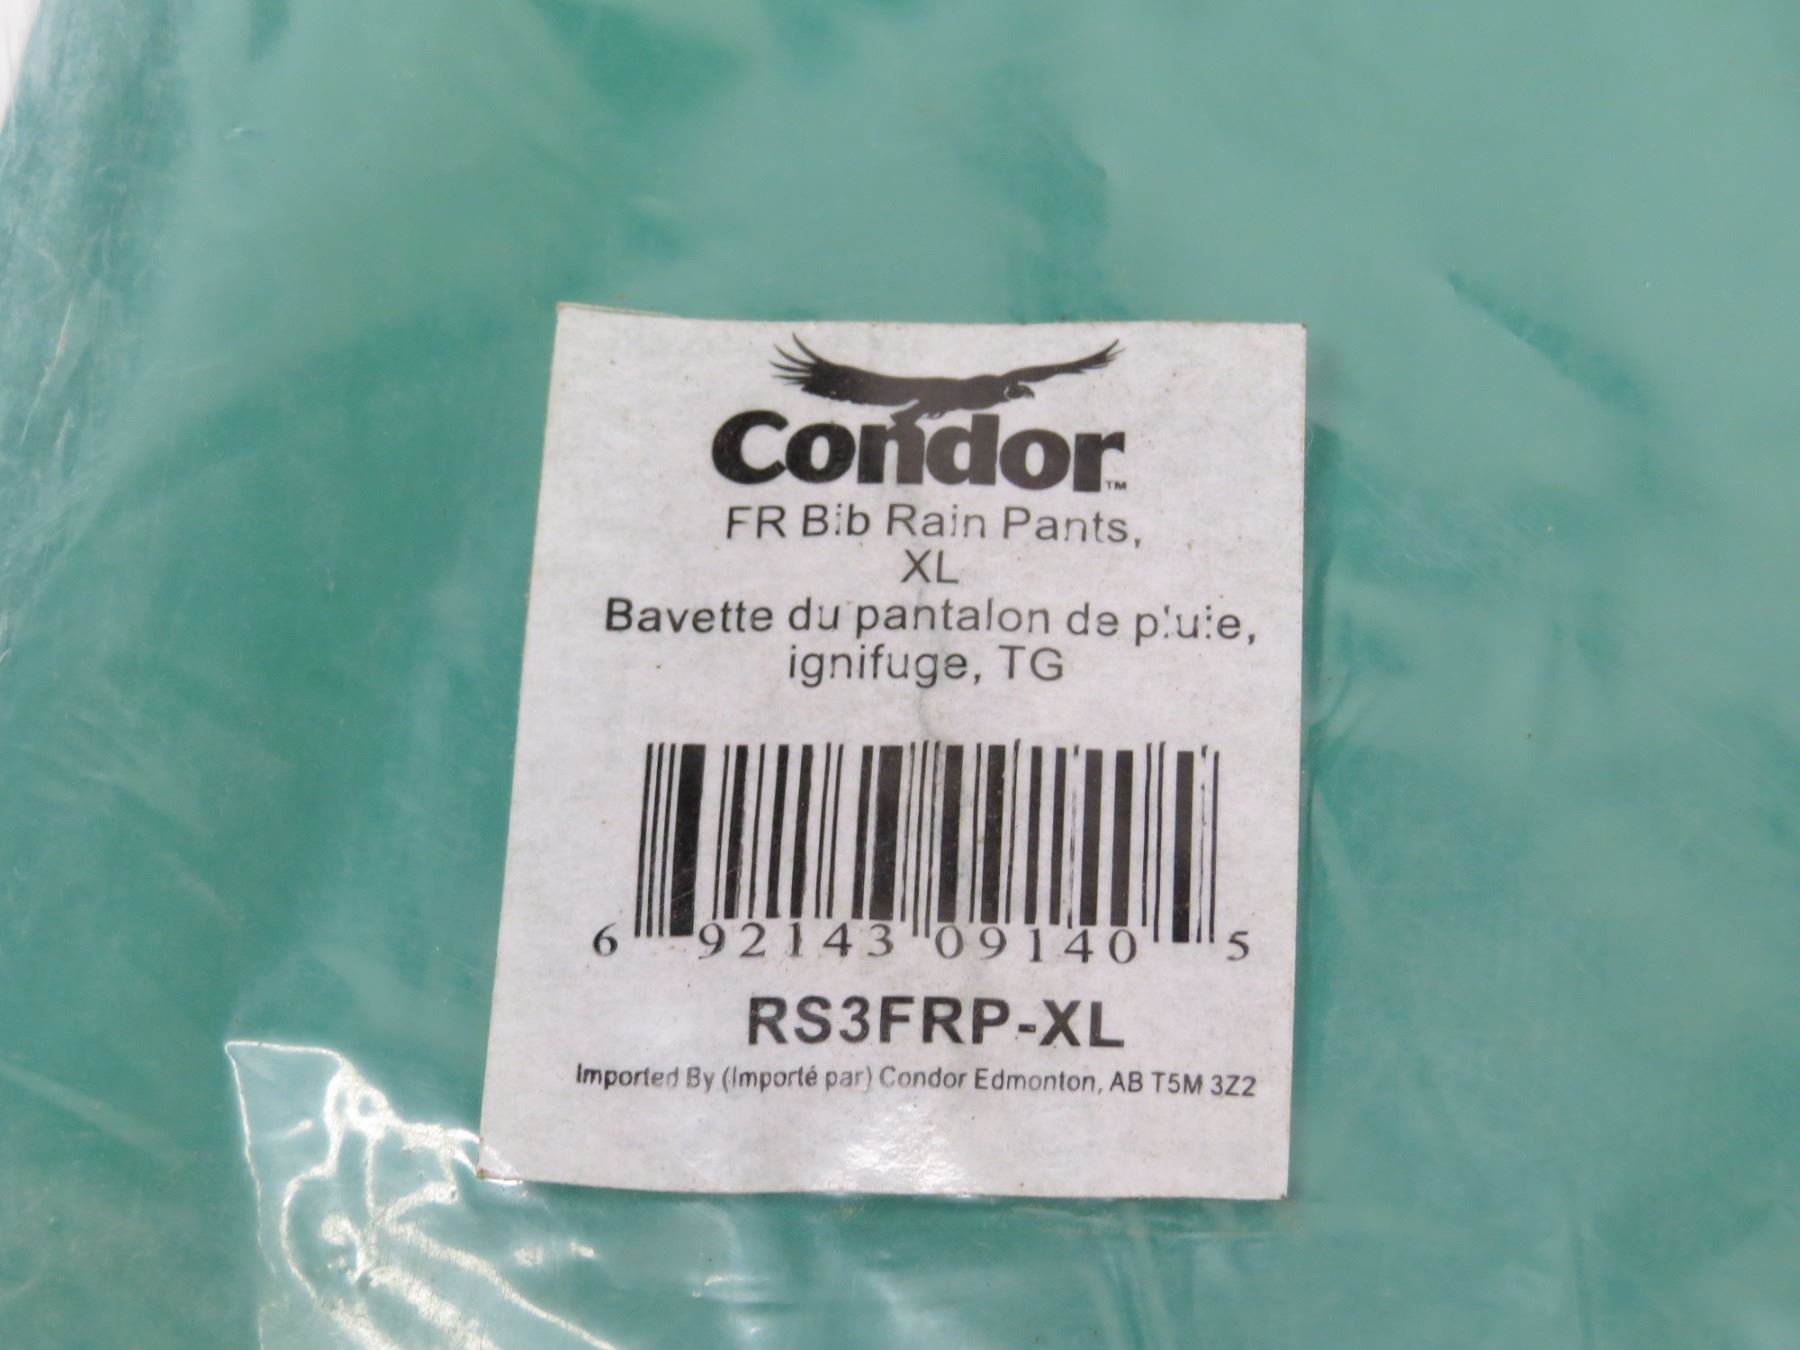 Condor™
FR Bib Rain Pants,
XL
Bavette du pantalon de pluie,
ignifuge, TG
6 92143 09140 5
RS3FRP-XL
Imported By (Importé par) Condor Edmonton, AB T5M 3Z2